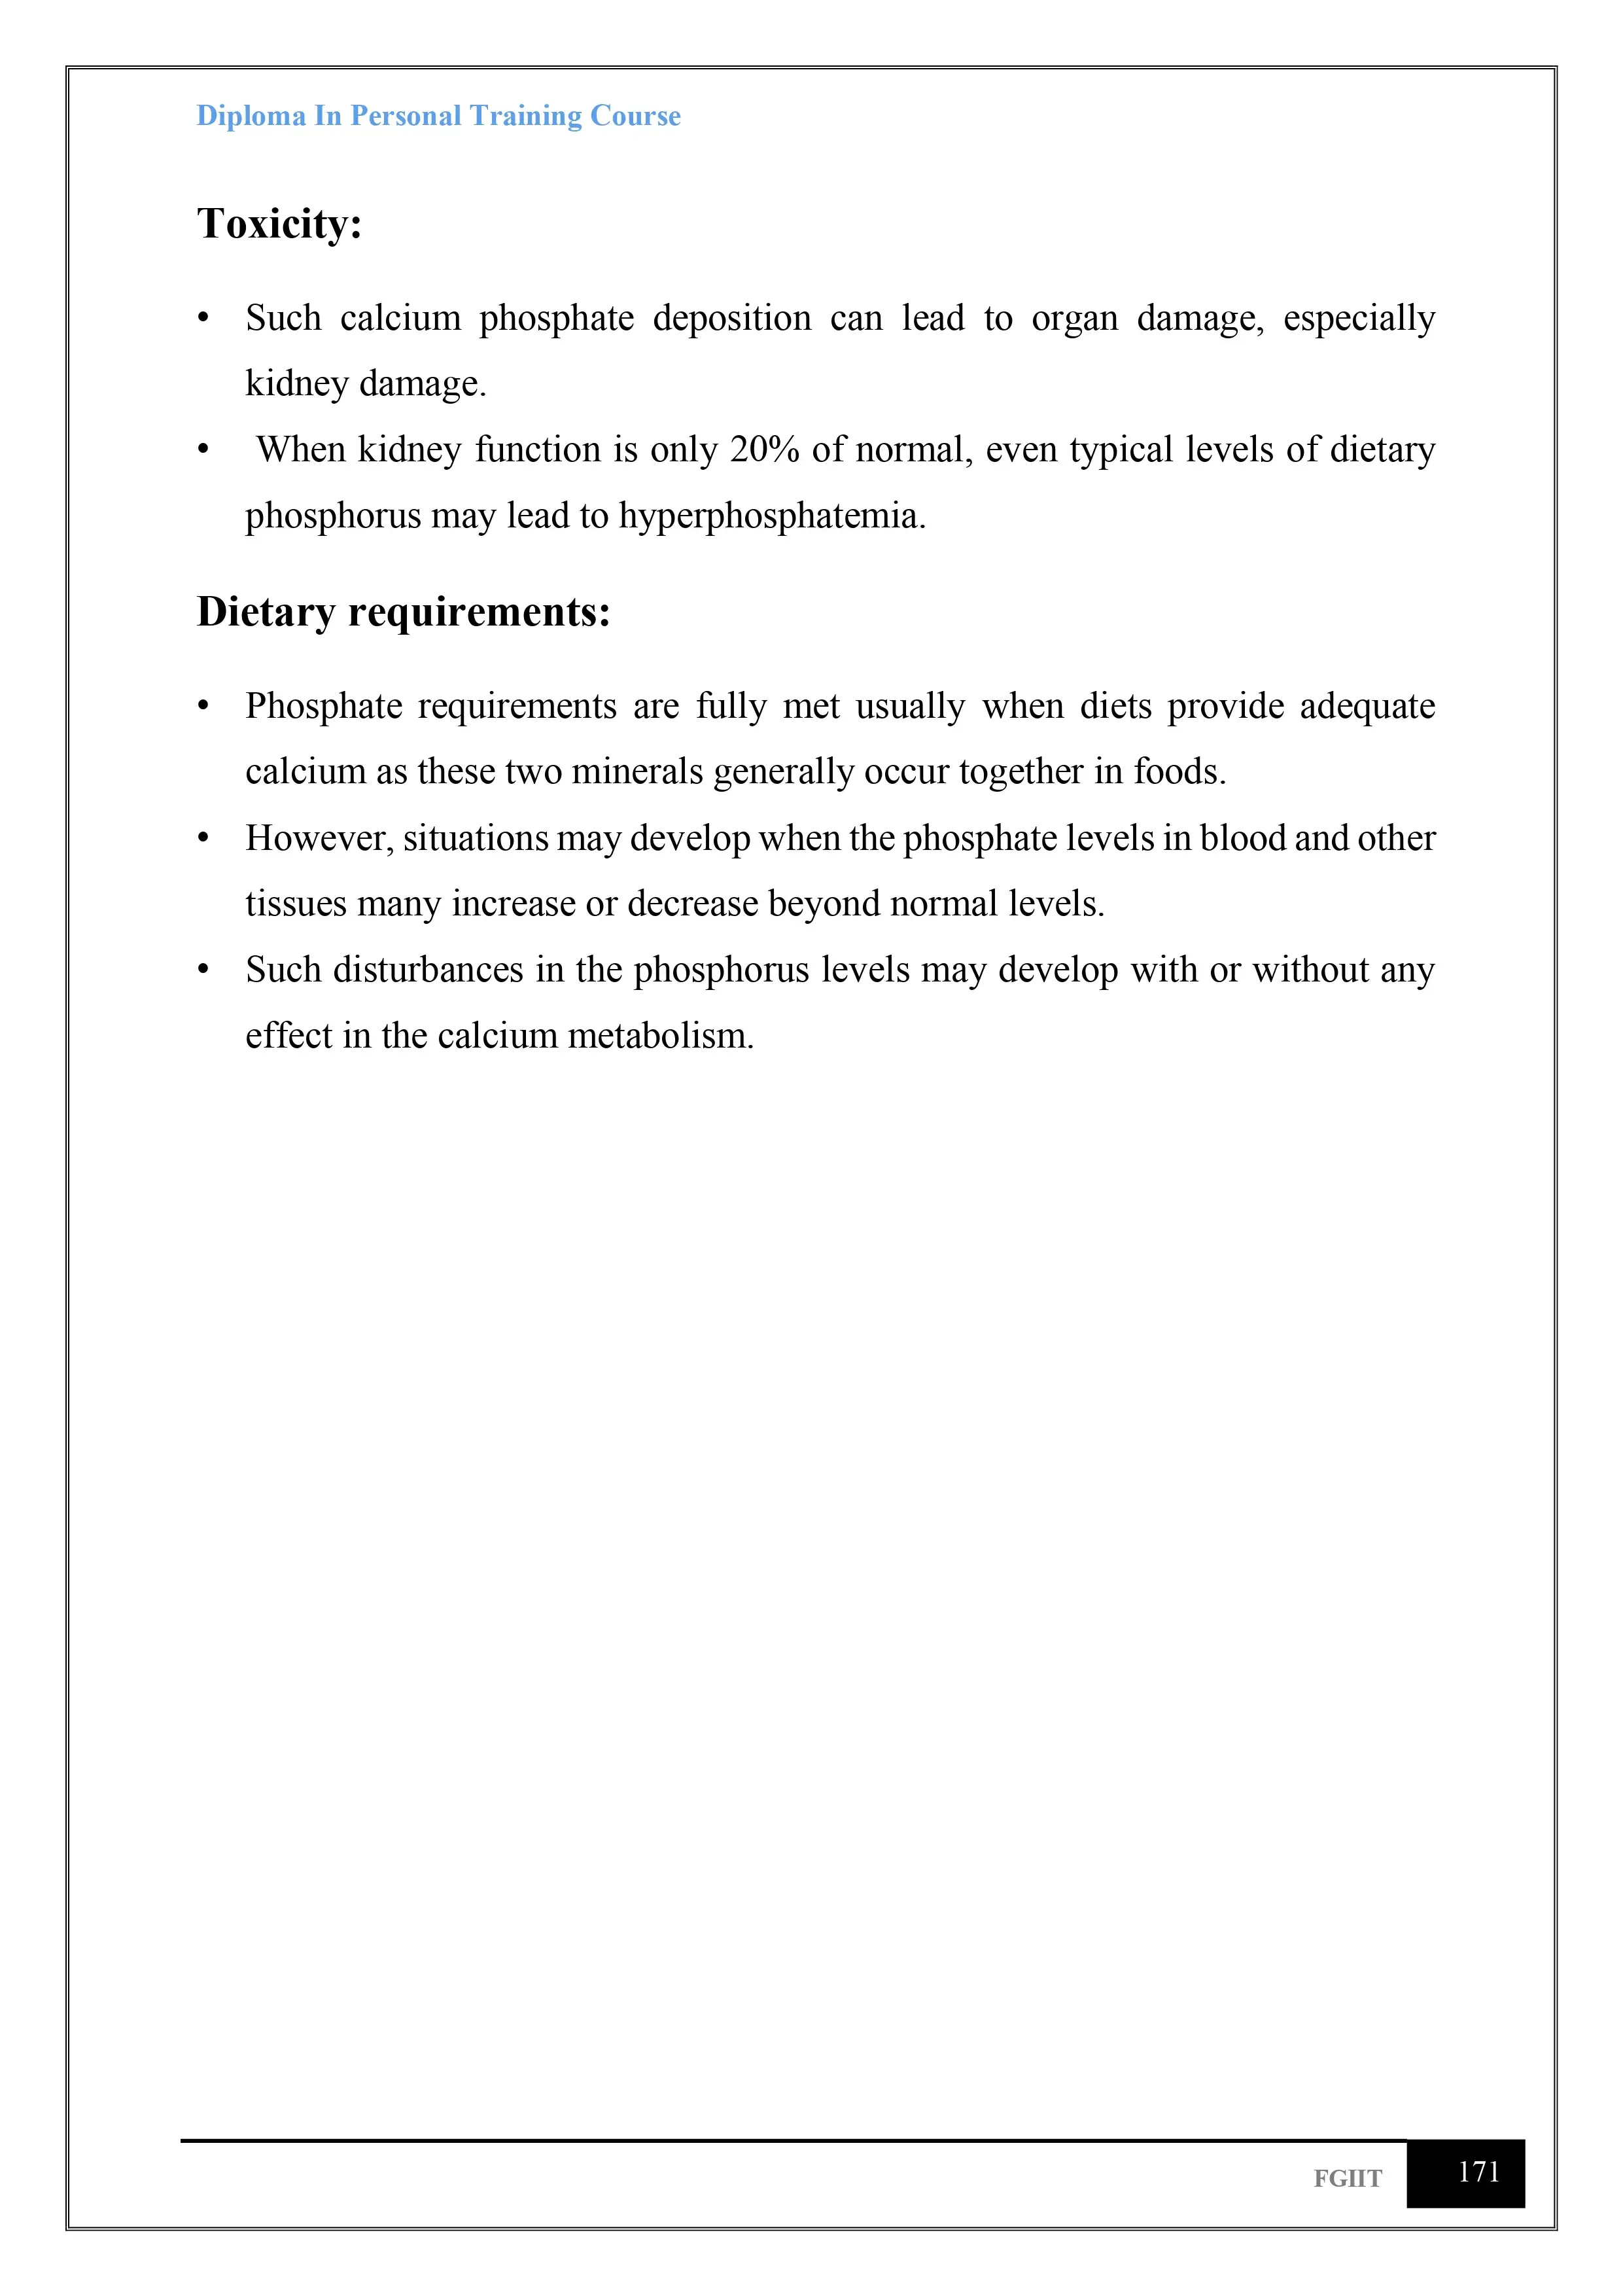 Diploma In Personal Training Course
Toxicity:
• Such calcium phosphate deposition can lead to organ damage, especially
kidney damage.
• When kidney function is only 20% of normal, even typical levels of dietary
phosphorus may lead to hyperphosphatemia.
Dietary requirements:
• Phosphate requirements are fully met usually when diets provide adequate
calcium as these two minerals generally occur together in foods.
• However, situations may develop when the phosphate levels in blood and other
tissues many increase or decrease beyond normal levels.
• Such disturbances in the phosphorus levels may develop with or without any
effect in the calcium metabolism.
FGIIT 171